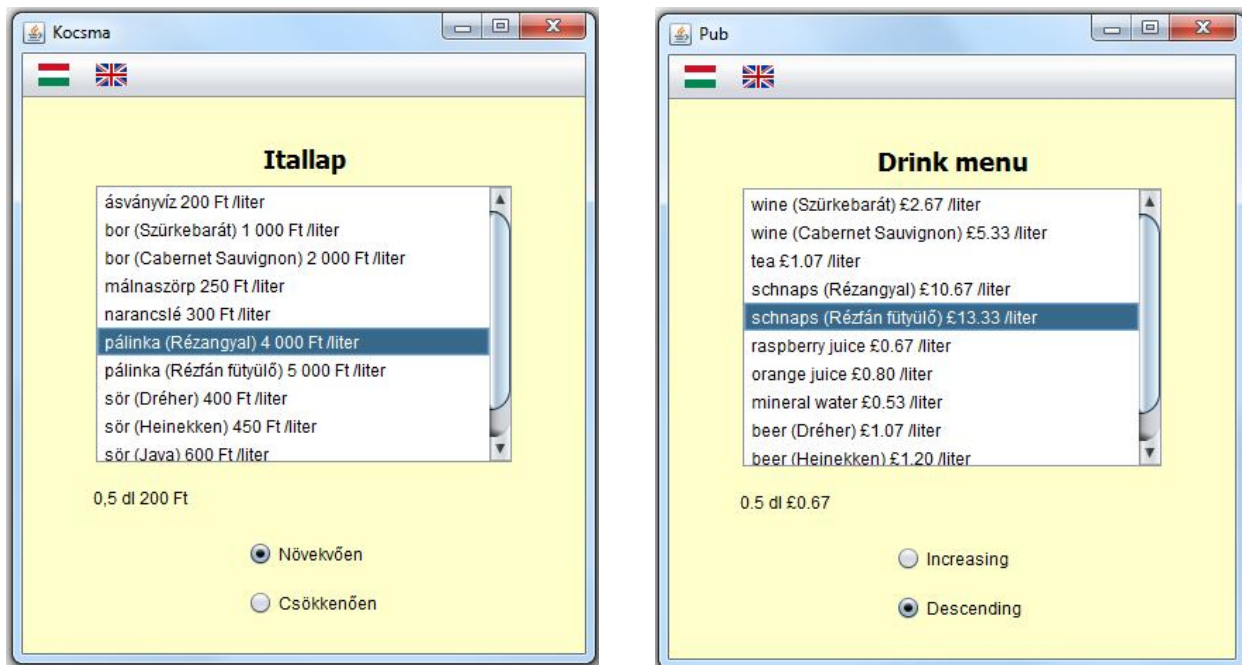 Kocsma
Itallap
ásványvíz 200 Ft /liter
bor (Szürkebarát) 1 000 Ft /liter
bor (Cabernet Sauvignon) 2 000 Ft /liter
málnaszörp 250 Ft /liter
narancslé 300 Ft /liter
pálinka (Rézangyal) 4 000 Ft /liter
pálinka (Rézfán fütyülő) 5 000 Ft /liter
sör (Dréher) 400 Ft /liter
sör (Heinekken) 450 Ft /liter
sör (Java) 600 Ft /liter
0,5 dl 200 Ft
Növekvően
Csökkenően
Pub
Drink menu
wine (Szürkebarát) £2.67 /liter
wine (Cabernet Sauvignon) £5.33 /liter
tea £1.07 /liter
schnaps (Rézangyal) £10.67 /liter
schnaps (Rézfán fütyülő) £13.33 /liter
raspberry juice £0.67 /liter
orange juice £0.80 /liter
mineral water £0.53 /liter
beer (Dréher) £1.07 /liter
beer (Heinekken) £1.20 /liter
0.5 dl £0.67
Increasing
Descending